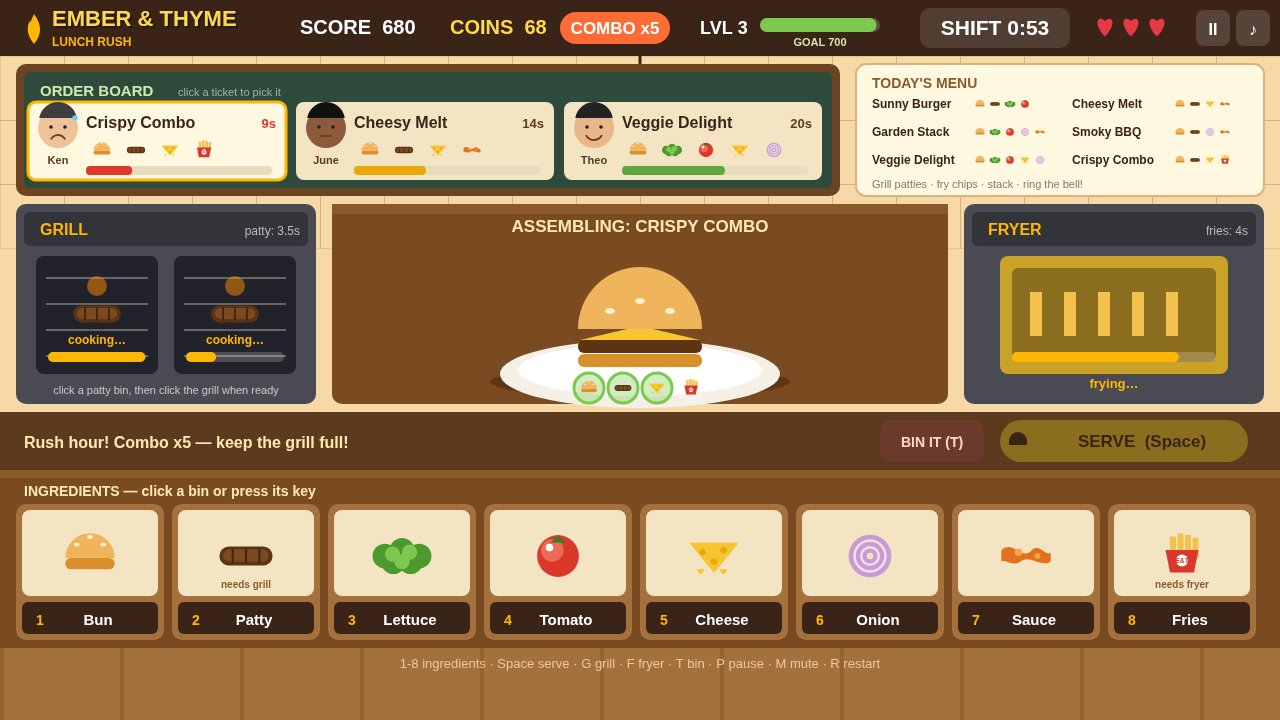 EMBER & THYME
LUNCH RUSH
SCORE 680
COINS 68
COMBO x5
LVL 3
GOAL 700
SHIFT 0:53
ORDER BOARD
click a ticket to pick it
Crispy Combo
9s
Ken
Cheesy Melt
14s
June
Veggie Delight
20s
Theo
TODAY'S MENU
Sunny Burger
Cheesy Melt
Garden Stack
Smoky BBQ
Veggie Delight
Crispy Combo
Grill patties · fry chips · stack · ring the bell!
GRILL
patty: 3.5s
cooking…
cooking…
click a patty bin, then click the grill when ready
ASSEMBLING: CRISPY COMBO
FRYER
fries: 4s
frying…
Rush hour! Combo x5 — keep the grill full!
BIN IT (T)
SERVE (Space)
INGREDIENTS — click a bin or press its key
needs grill
needs fryer
1 Bun
2 Patty
3 Lettuce
4 Tomato
5 Cheese
6 Onion
7 Sauce
8 Fries
1-8 ingredients · Space serve · G grill · F fryer · T bin · P pause · M mute · R restart